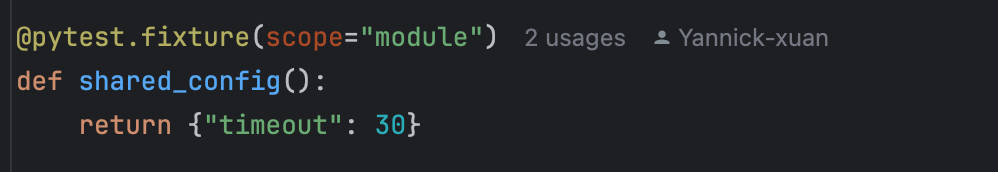 @pytest.fixture(scope="module") 2 usages Yannick-xuan
def shared_config():
    return {"timeout": 30}